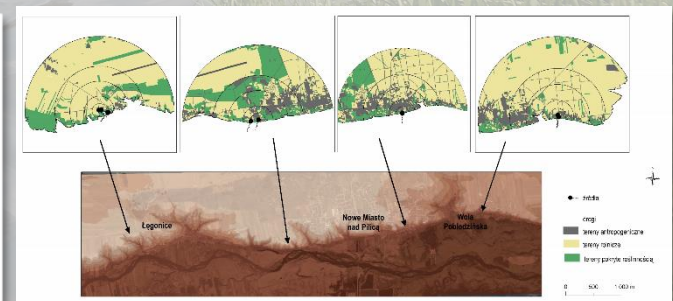 Łęgonice
Nowe Miasto
nad Pilicą
Wola
Pobiedzińska
źródła
drogi
tereny antropogeniczne
tereny rolnicze
tereny pokryte roślinnością
0 500 1 000 m